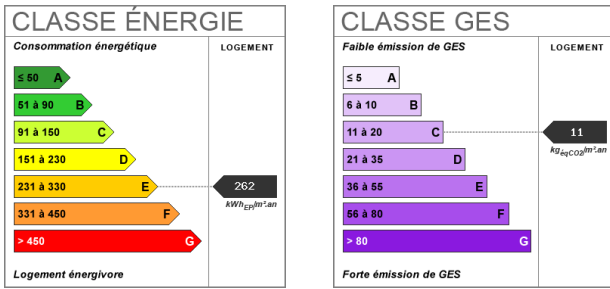 CLASSE ÉNERGIE
Consommation énergétique
LOGEMENT
≤ 50 A
51 à 90 B
91 à 150 C
151 à 230 D
231 à 330 E
262
kWhEP/m².an
331 à 450 F
> 450 G
Logement énergivore
CLASSE GES
Faible émission de GES
LOGEMENT
≤ 5 A
6 à 10 B
11 à 20 C
11
kgéqCO2/m².an
21 à 35 D
36 à 55 E
56 à 80 F
> 80 G
Forte émission de GES